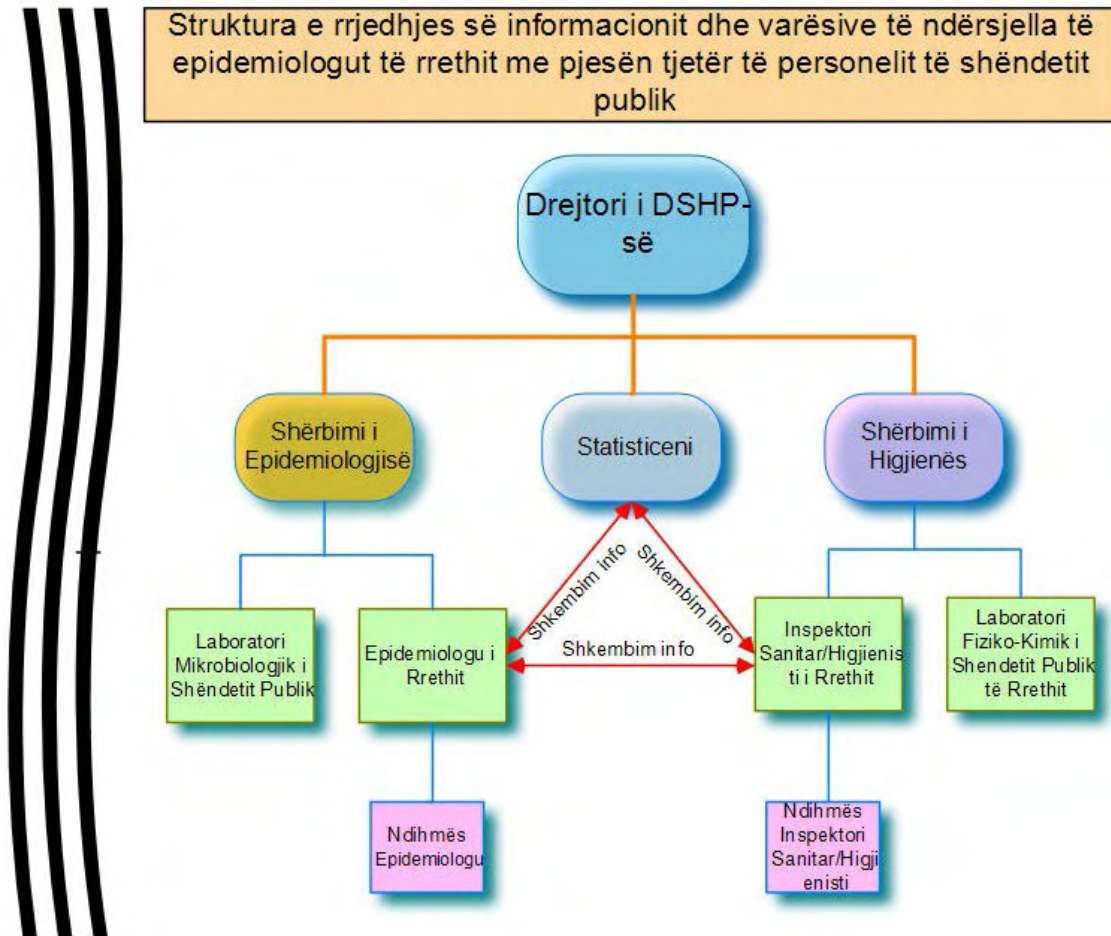 Struktura e rrjedhjes së informacionit dhe varësive të ndërsjella të
epidemiologut të rrethit me pjesën tjetër të personelit të shëndetit
publik
Drejtori i DSHP-
së
Shërbimi i
Epidemiologjisë
Statisticeni
Shërbimi i
Higjienës
Shkembim info
Shkembim info
Shkembim info
Laboratori
Mikrobiologjik i
Shëndetit Publik
Epidemiologu i
Rrethit
Inspektori
Sanitar/Higjienis
ti i Rrethit
Laboratori
Fiziko-Kimik i
Shendetit Publik
të Rrethit
Ndihmës
Epidemiologu
Ndihmës
Inspektori
Sanitar/Higji
enisti